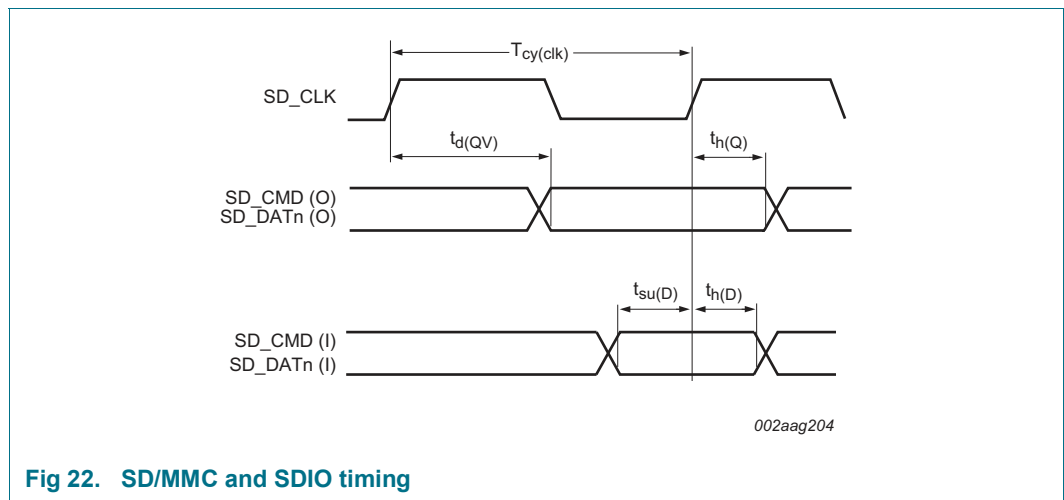 Tcy(clk)
SD_CLK
td(QV)
th(Q)
SD_CMD (O)
SD_DATn (O)
tsu(D)
th(D)
SD_CMD (I)
SD_DATn (I)
002aag204
Fig 22. SD/MMC and SDIO timing